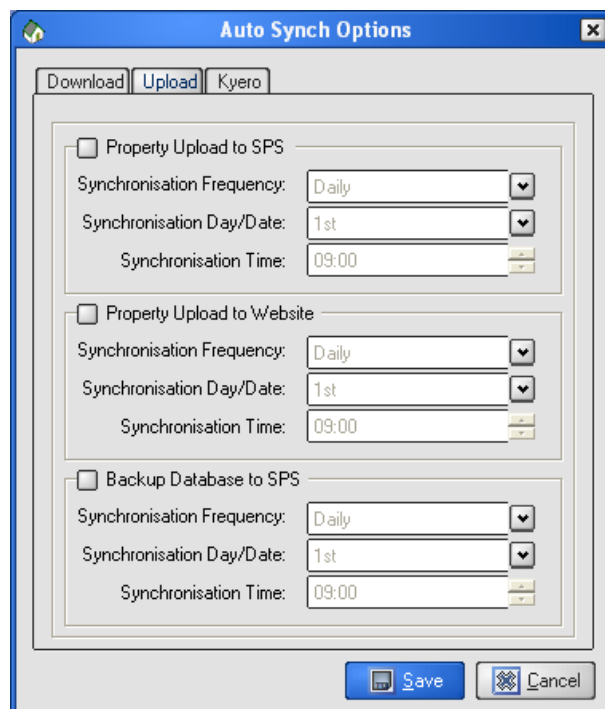 Auto Synch Options
Download Upload Kyero
Property Upload to SPS
Synchronisation Frequency: Daily
Synchronisation Day/Date: 1st
Synchronisation Time: 09:00
Property Upload to Website
Synchronisation Frequency: Daily
Synchronisation Day/Date: 1st
Synchronisation Time: 09:00
Backup Database to SPS
Synchronisation Frequency: Daily
Synchronisation Day/Date: 1st
Synchronisation Time: 09:00
Save Cancel